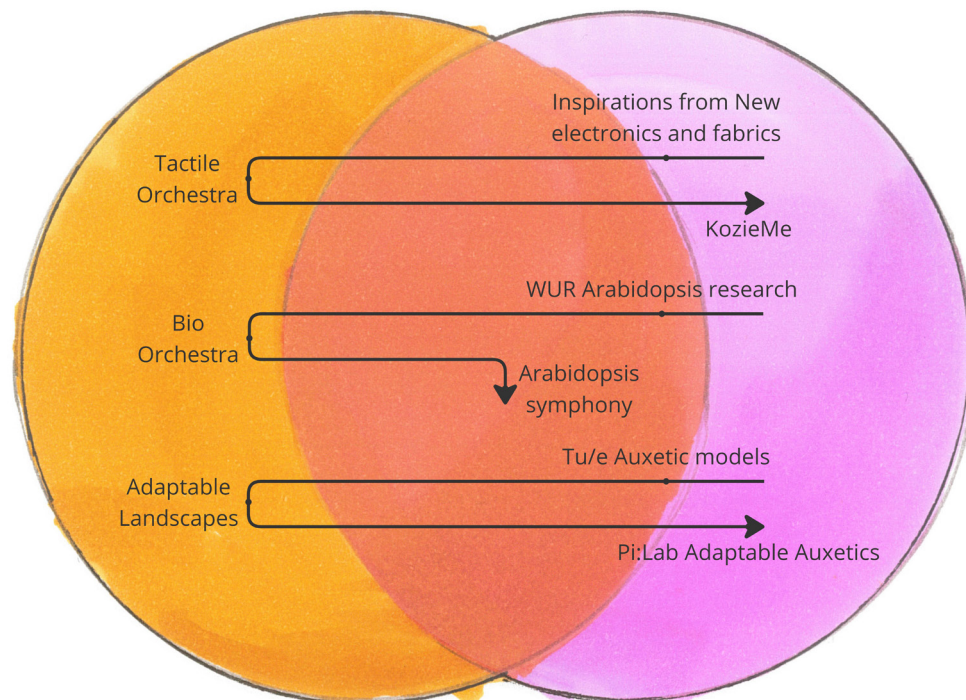 Inspirations from New
electronics and fabrics
Tactile
Orchestra
KozieMe
WUR Arabidopsis research
Bio
Orchestra
Arabidopsis
symphony
Tu/e Auxetic models
Adaptable
Landscapes
Pi:Lab Adaptable Auxetics